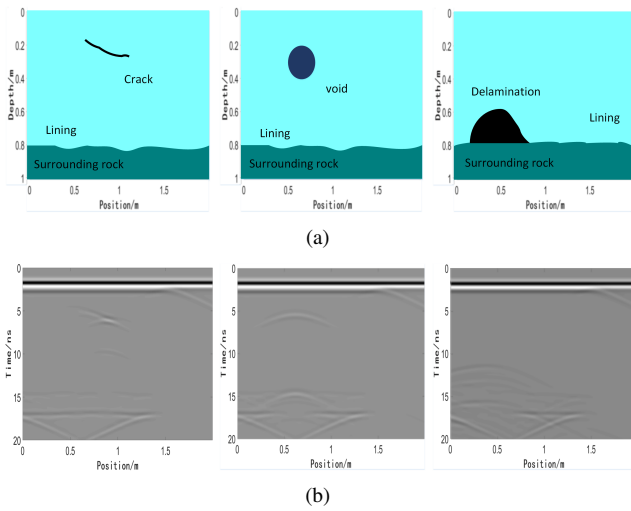 0
0.2
0.4
0.6
0.8
1
Depth/m
Crack
Lining
Surrounding rock
0 0.5 1 1.5
Position/m
0
0.2
0.4
0.6
0.8
1
Depth/m
void
Lining
Surrounding rock
0 0.5 1 1.5
Position/m
0
0.2
0.4
0.6
0.8
1
Depth/m
Delamination
Lining
Surrounding rock
0 0.5 1 1.5
Position/m
(a)
0
5
10
15
20
Time/ns
0 0.5 1 1.5
Position/m
0
5
10
15
20
Time/ns
0 0.5 1 1.5
Position/m
0
5
10
15
20
Time/ns
0 0.5 1 1.5
Position/m
(b)